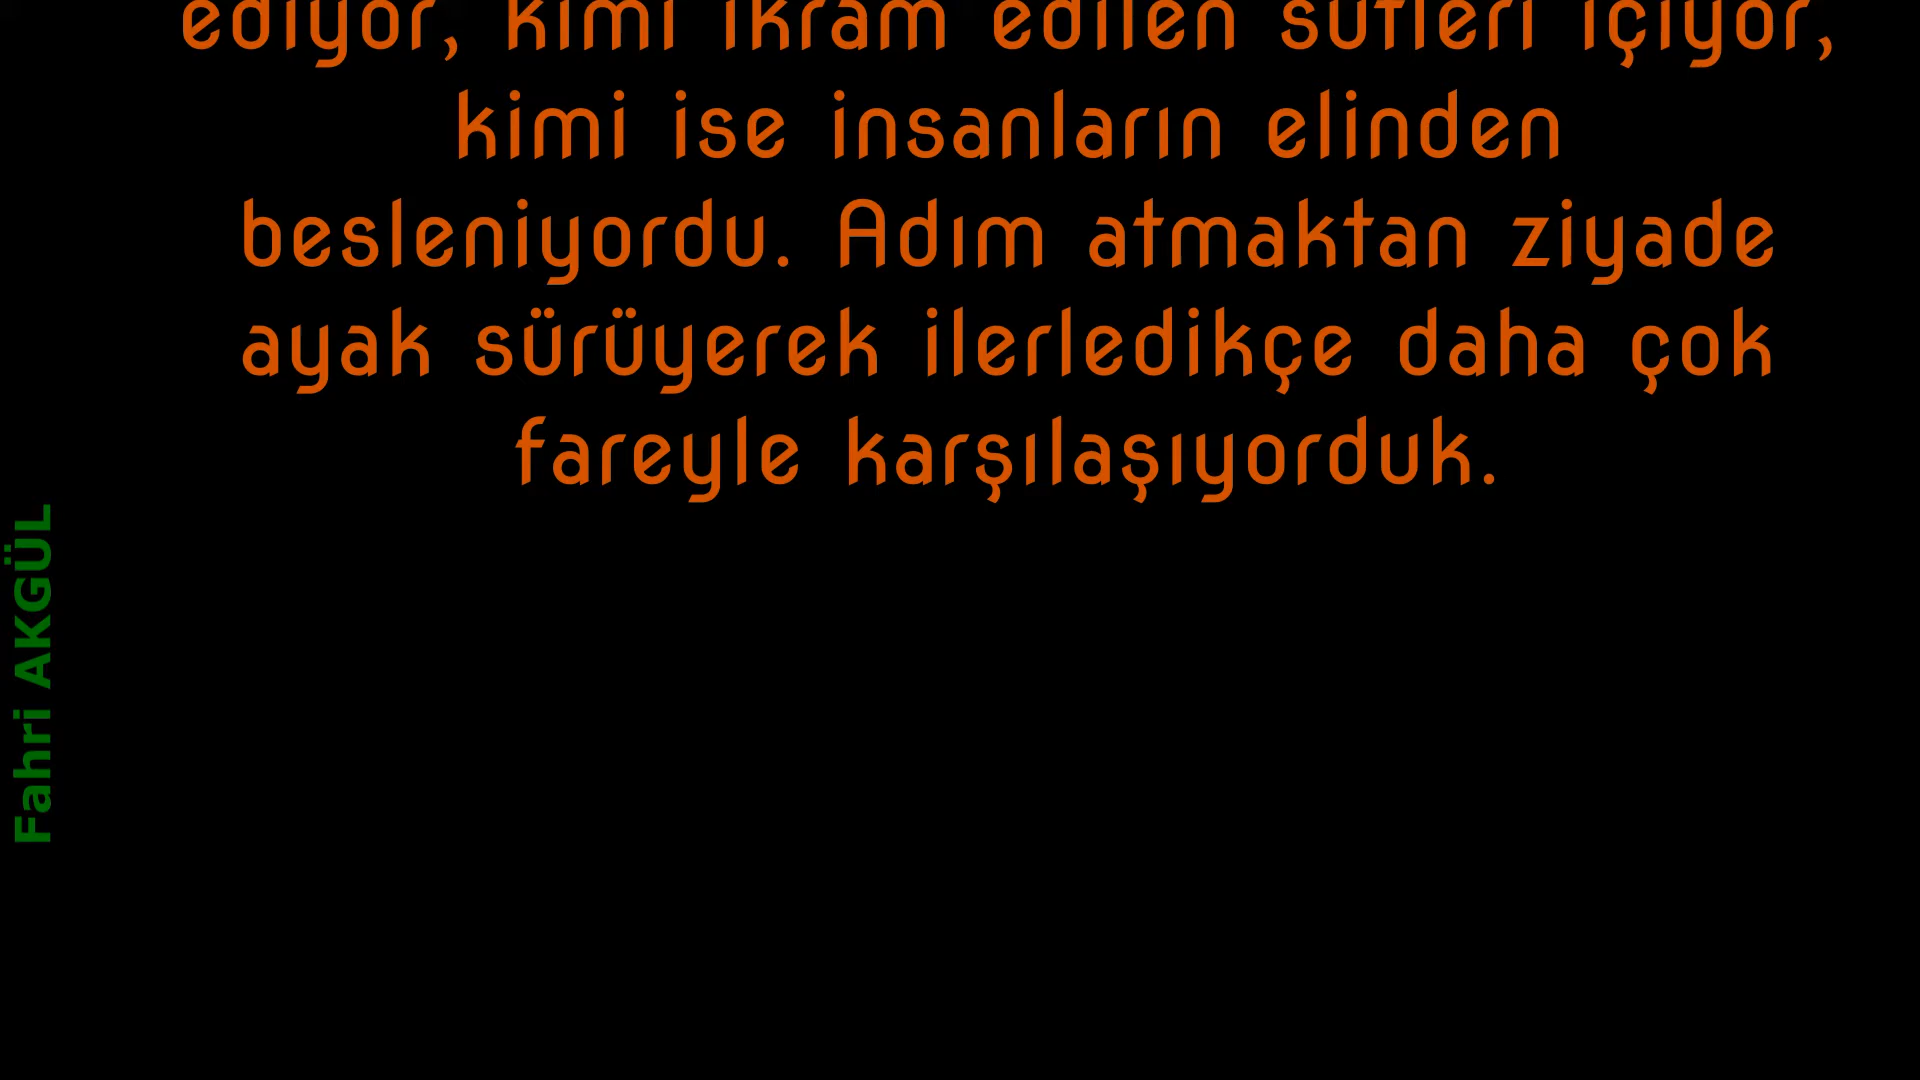 ediyor, kimi ikram edilen sütleri içiyor,
kimi ise insanların elinden
besleniyordu. Adım atmaktan ziyade
ayak sürüyerek ilerledikçe daha çok
fareyle karşılaşıyorduk.
Fahri AKGÜL